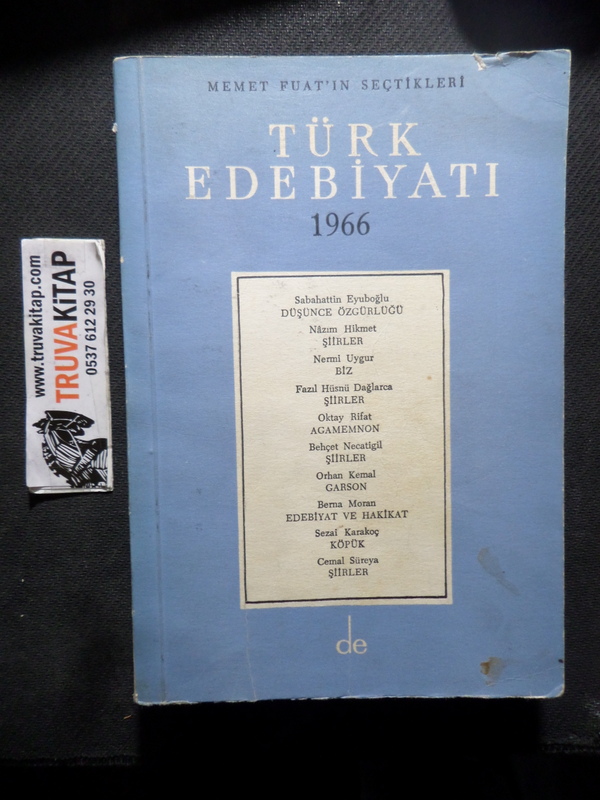 MEMET FUAT'IN SEÇTİKLERİ
TÜRK
EDEBİYATI
1966
Sabahattin Eyuboğlu
DÜŞÜNCE ÖZGÜRLÜĞÜ
Nâzım Hikmet
ŞİİRLER
Nermi Uygur
BİZ
Fazıl Hüsnü Dağlarca
ŞİİRLER
Oktay Rifat
AGAMEMNON
Behçet Necatigil
ŞİİRLER
Orhan Kemal
GARSON
Berna Moran
EDEBİYAT VE HAKİKAT
Sezai Karakoç
KÖPÜK
Cemal Süreya
ŞİİRLER
de
www.truvakitap.com
TRUVAKİTAP
0537 612 29 30